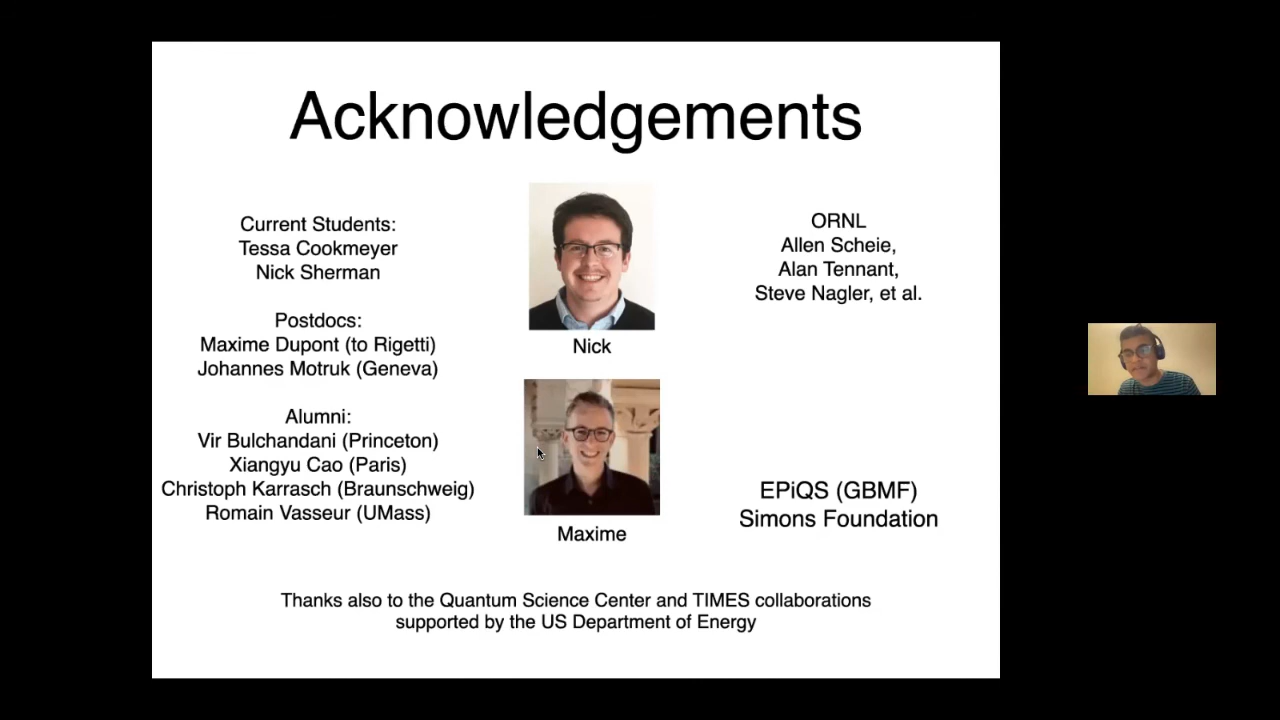 Acknowledgements
Current Students:
Tessa Cookmeyer
Nick Sherman
Postdocs:
Maxime Dupont (to Rigetti)
Johannes Motruk (Geneva)
Alumni:
Vir Bulchandani (Princeton)
Xiangyu Cao (Paris)
Christoph Karrasch (Braunschweig)
Romain Vasseur (UMass)
Nick
Maxime
ORNL
Allen Scheie,
Alan Tennant,
Steve Nagler, et al.
EPiQS (GBMF)
Simons Foundation
Thanks also to the Quantum Science Center and TIMES collaborations
supported by the US Department of Energy